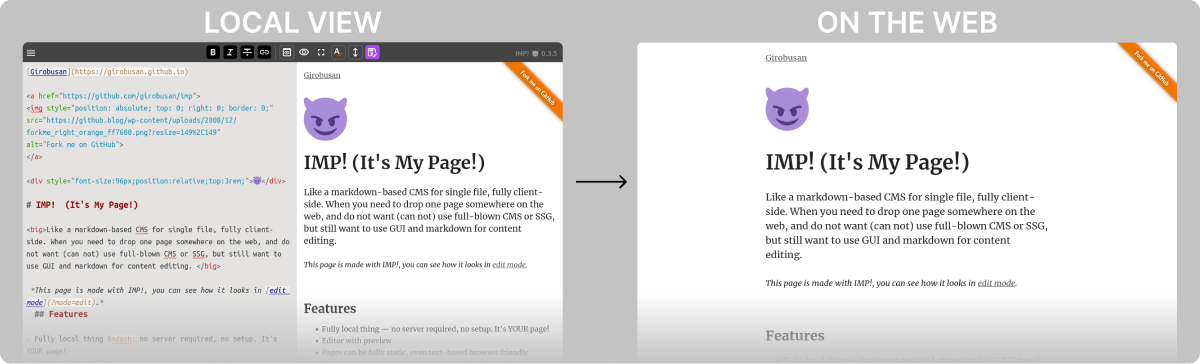 LOCAL VIEW
ON THE WEB
B I S A IMP! 0.3.5
[Girobusan](https://girobusan.github.io)
<a href="https://github.com/girobusan/imp">
<img style="position: absolute; top: 0; right: 0; border: 0;"
src="https://github.blog/wp-content/uploads/2008/12/
forkme_right_orange_ff7600.png?resize=149%2C149"
alt="Fork me on GitHub">
</a>
<div style="font-size:96px;position:relative;top:3rem;">😈</div>
# IMP!  (It's My Page!)
<big>Like a markdown-based CMS for single file, fully client-
side. When you need to drop one page somewhere on the web, and do
not want (can not) use full-blown CMS or SSG, but still want to
use GUI and markdown for content editing. </big>
*This page is made with IMP!, you can see how it looks in [edit
mode](?mode=edit).*
## Features
- Fully local thing &mdash; no server required, no setup. It's
YOUR page!
Girobusan
Fork me on GitHub
IMP! (It's My Page!)
Like a markdown-based CMS for single file, fully client-
side. When you need to drop one page somewhere on the
web, and do not want (can not) use full-blown CMS or SSG,
but still want to use GUI and markdown for content
editing.
This page is made with IMP!, you can see how it looks in edit mode.
Features
• Fully local thing — no server required, no setup. It's YOUR page!
• Editor with preview
• Pages can be fully static, even text-based browser friendly
Girobusan
Fork me on GitHub
IMP! (It's My Page!)
Like a markdown-based CMS for single file, fully client-
side. When you need to drop one page somewhere on the
web, and do not want (can not) use full-blown CMS or SSG,
but still want to use GUI and markdown for content
editing.
This page is made with IMP!, you can see how it looks in edit mode.
Features